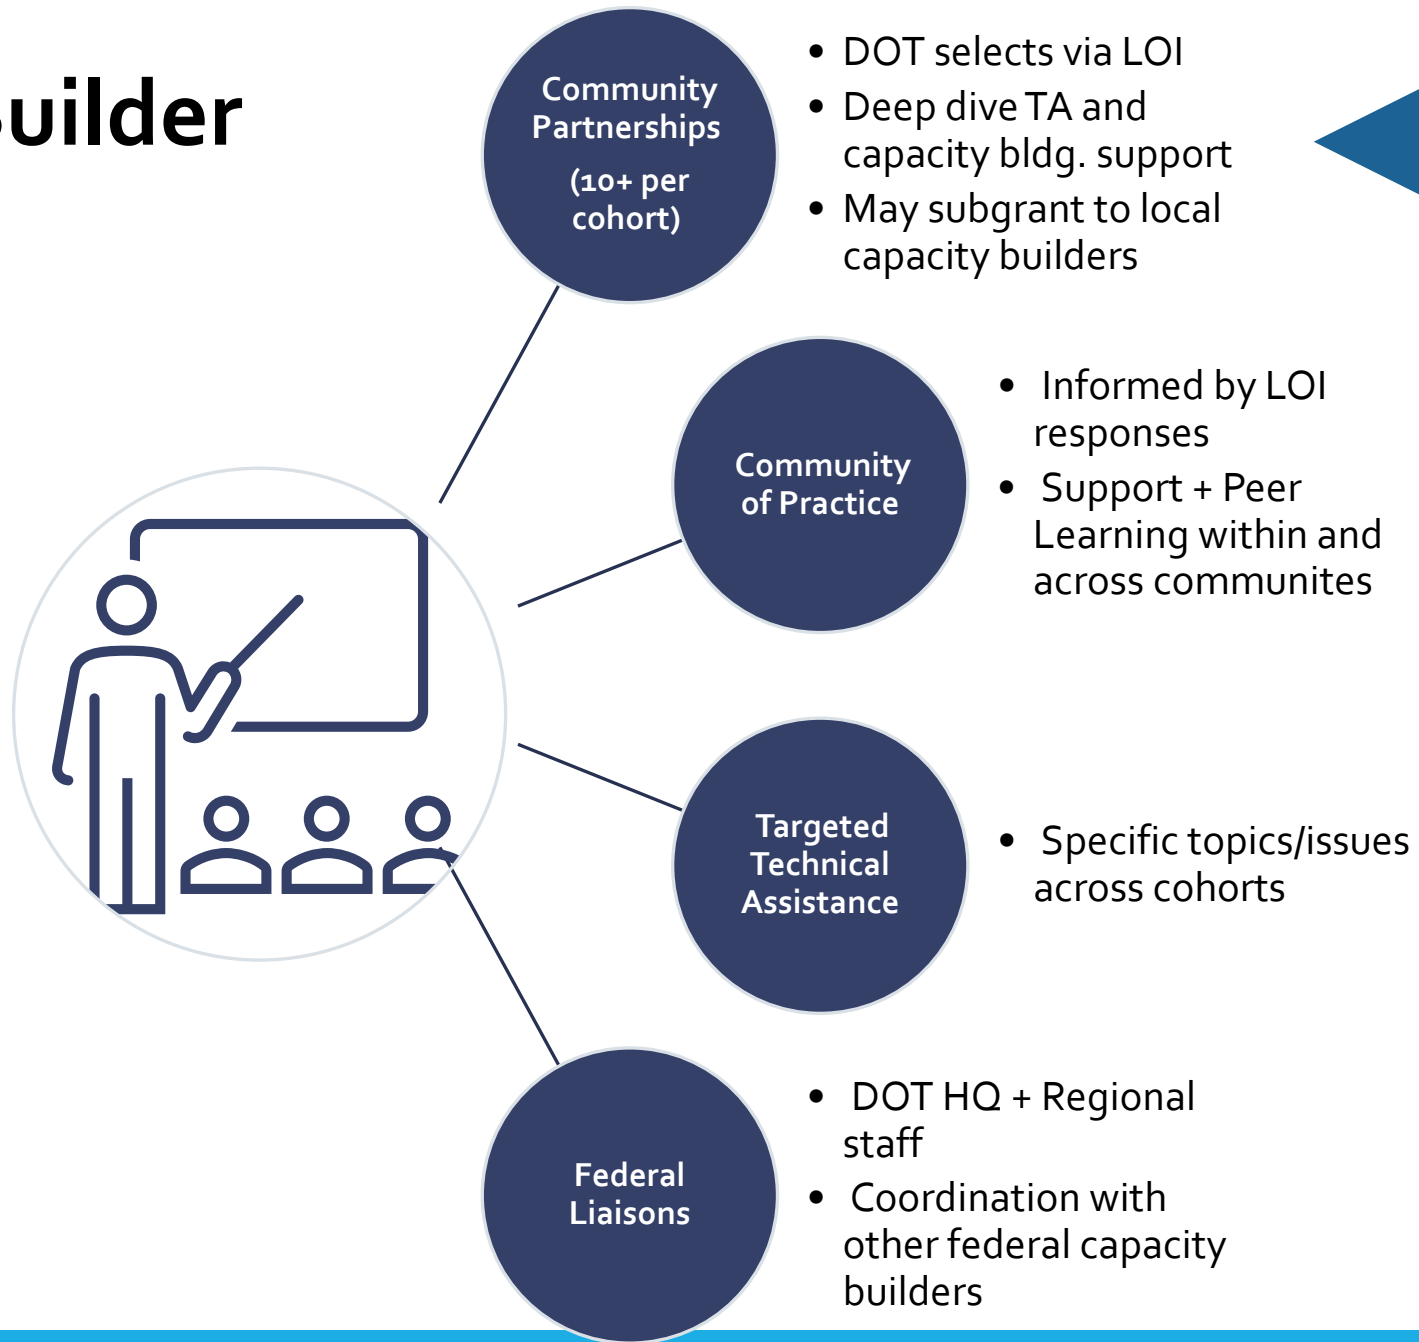 uilder
Community
Partnerships
(10+ per
cohort)
• DOT selects via LOI
• Deep dive TA and
capacity bldg. support
• May subgrant to local
capacity builders
Community
of Practice
• Informed by LOI
responses
• Support + Peer
Learning within and
across communites
Targeted
Technical
Assistance
• Specific topics/issues
across cohorts
Federal
Liaisons
• DOT HQ + Regional
staff
• Coordination with
other federal capacity
builders